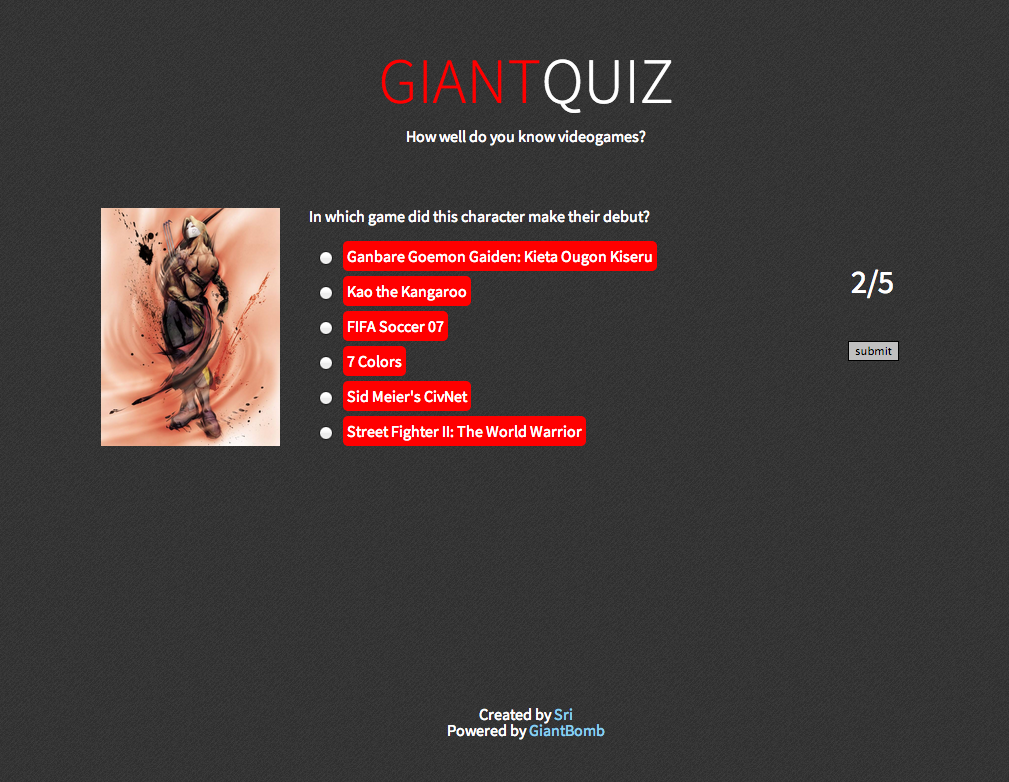 GIANTQUIZ
How well do you know videogames?
In which game did this character make their debut?
Ganbare Goemon Gaiden: Kieta Ougon Kiseru
Kao the Kangaroo
FIFA Soccer 07
7 Colors
Sid Meier's CivNet
Street Fighter II: The World Warrior
2/5
submit
Created by Sri
Powered by GiantBomb